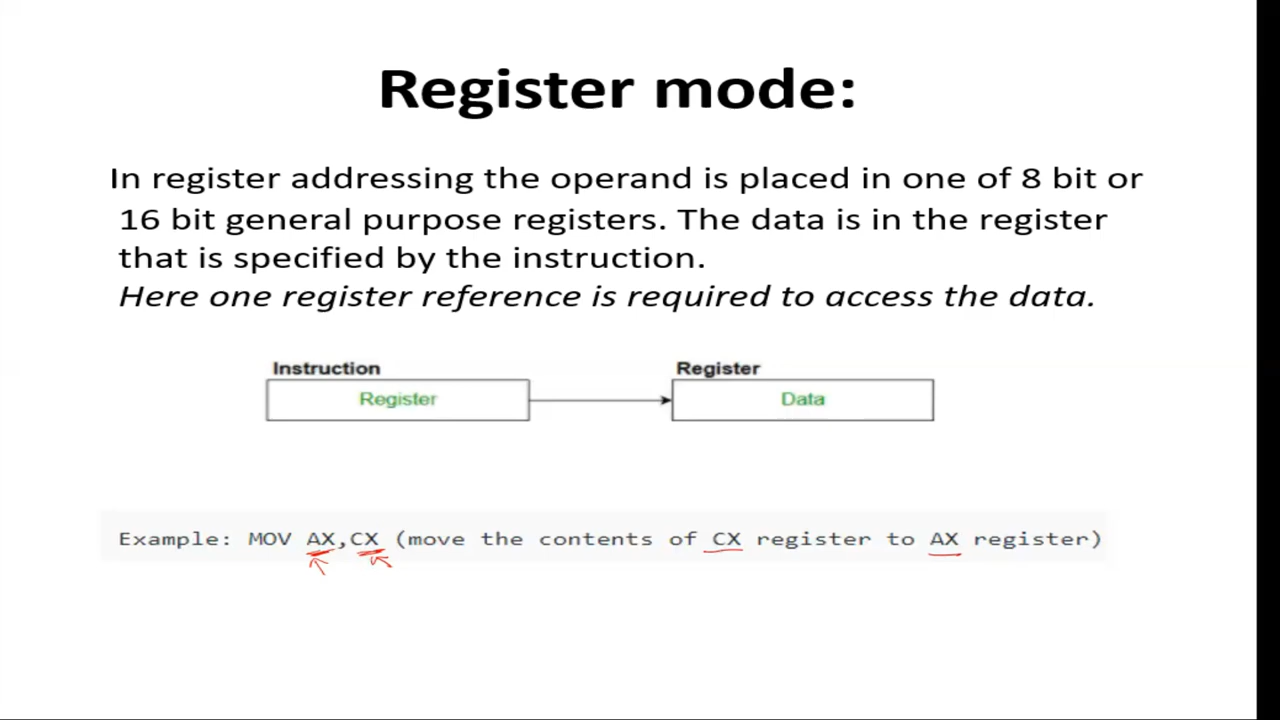 Register mode:
In register addressing the operand is placed in one of 8 bit or
16 bit general purpose registers. The data is in the register
that is specified by the instruction.
Here one register reference is required to access the data.
Instruction Register
Register Data
Example: MOV AX,CX (move the contents of CX register to AX register)